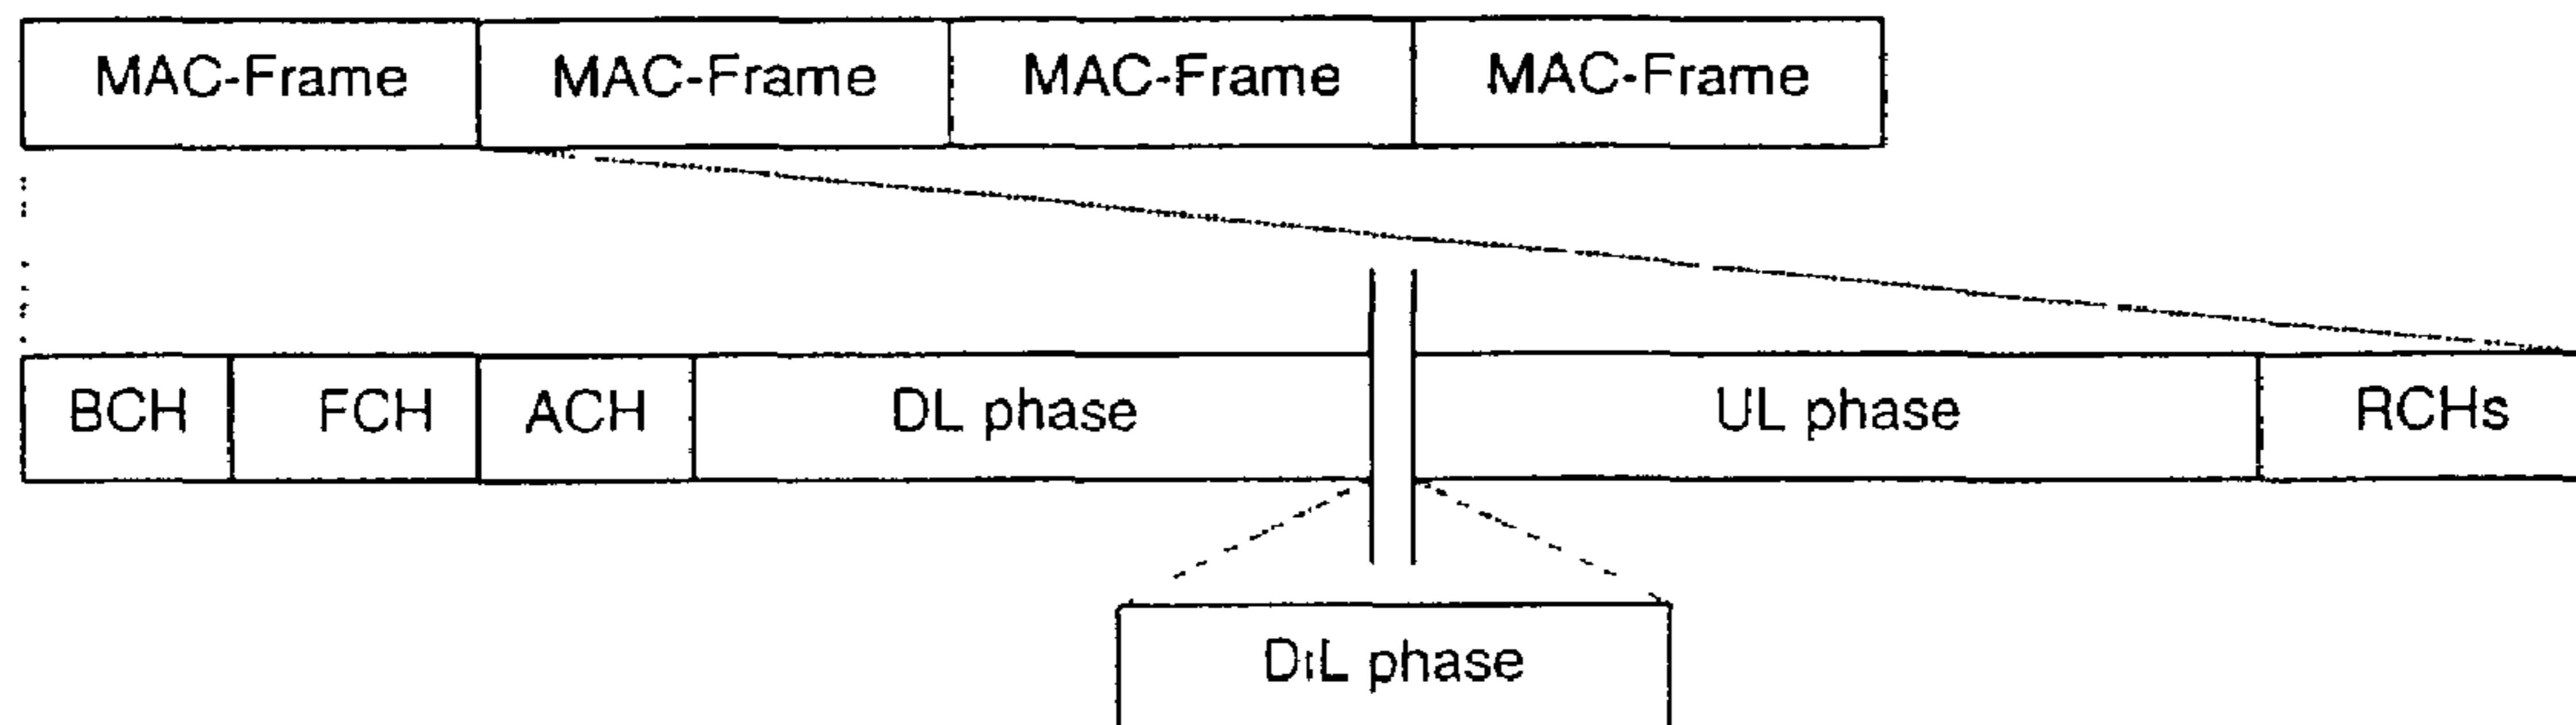 MAC-Frame MAC-Frame MAC-Frame MAC-Frame
BCH FCH ACH DL phase UL phase RCHs
DiL phase